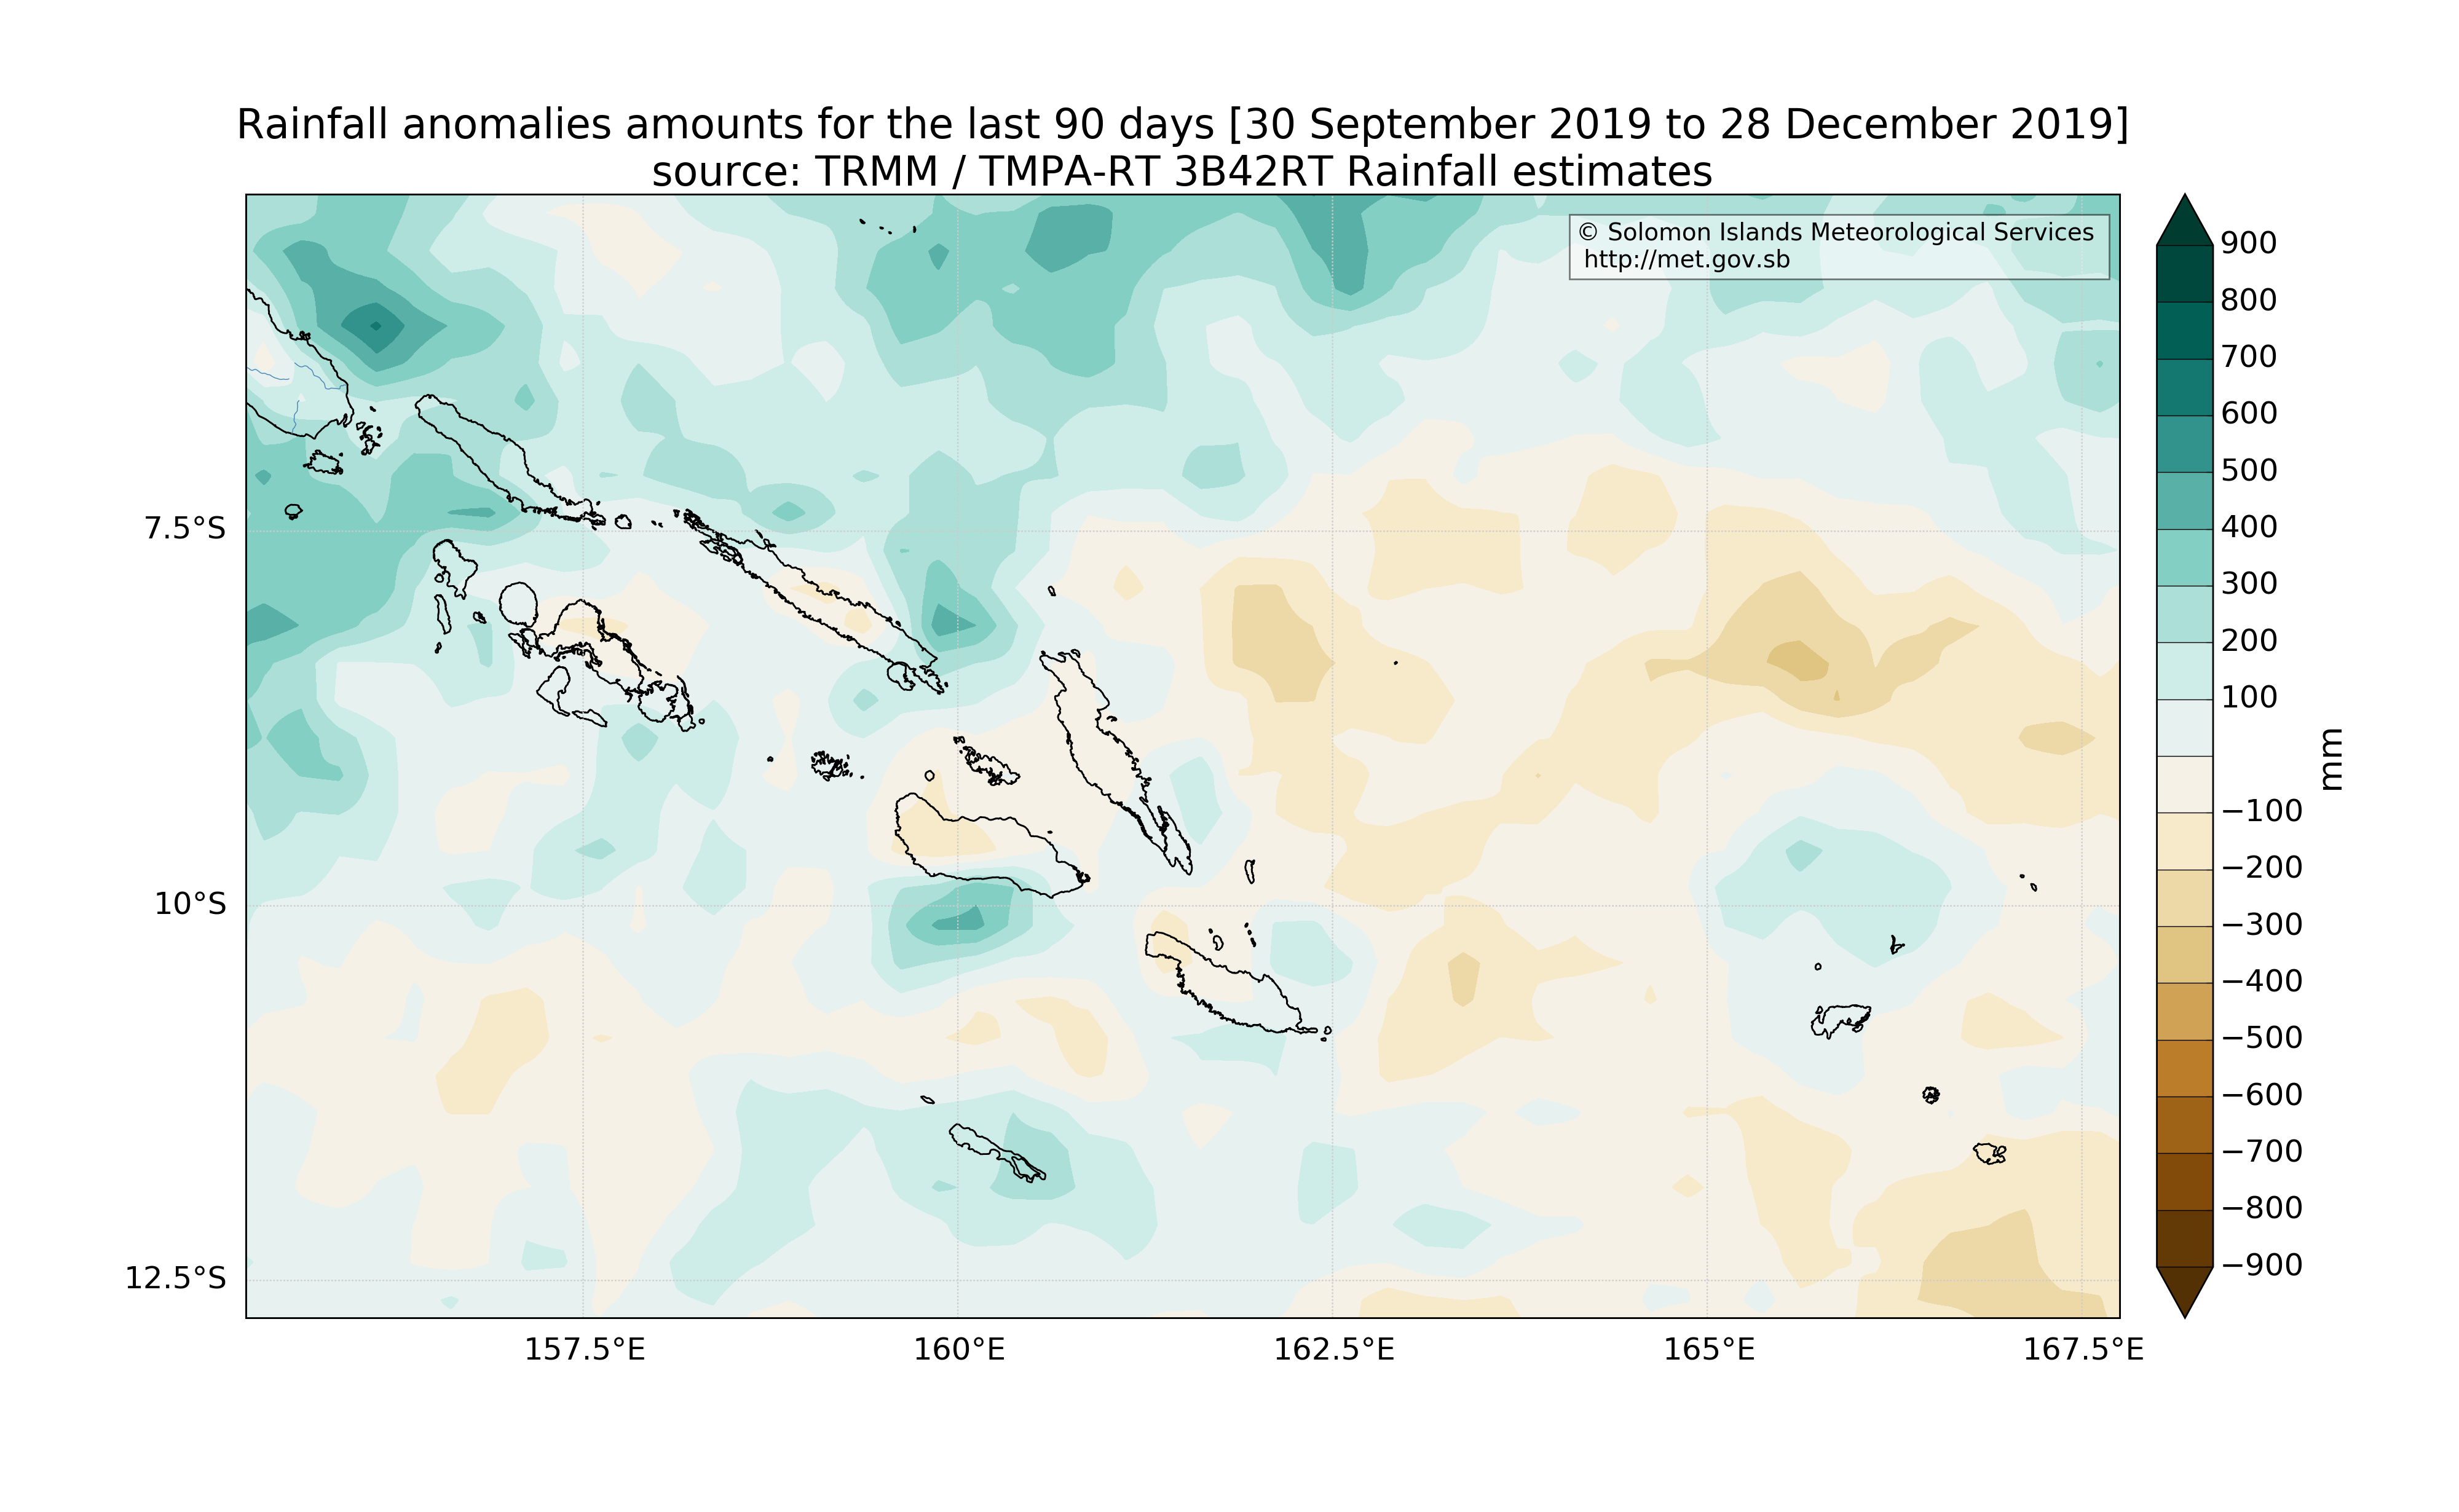 Rainfall anomalies amounts for the last 90 days [30 September 2019 to 28 December 2019]
source: TRMM / TMPA-RT 3B42RT Rainfall estimates
© Solomon Islands Meteorological Services
http://met.gov.sb
7.5°S
10°S
12.5°S
157.5°E
160°E
162.5°E
165°E
167.5°E
900
800
700
600
500
400
300
200
100
−100
−200
−300
−400
−500
−600
−700
−800
−900
mm